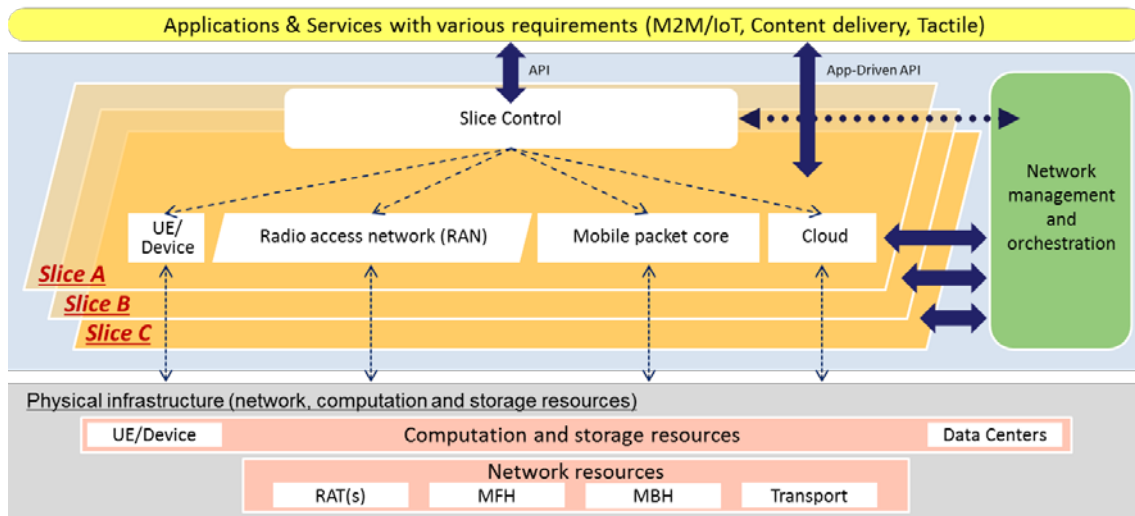 Applications & Services with various requirements (M2M/IoT, Content delivery, Tactile)
API
App-Driven API
Slice Control
Network
management
and
orchestration
UE/
Device
Radio access network (RAN)
Mobile packet core
Cloud
Slice A
Slice B
Slice C
Physical infrastructure (network, computation and storage resources)
UE/Device
Computation and storage resources
Data Centers
Network resources
RAT(s)
MFH
MBH
Transport